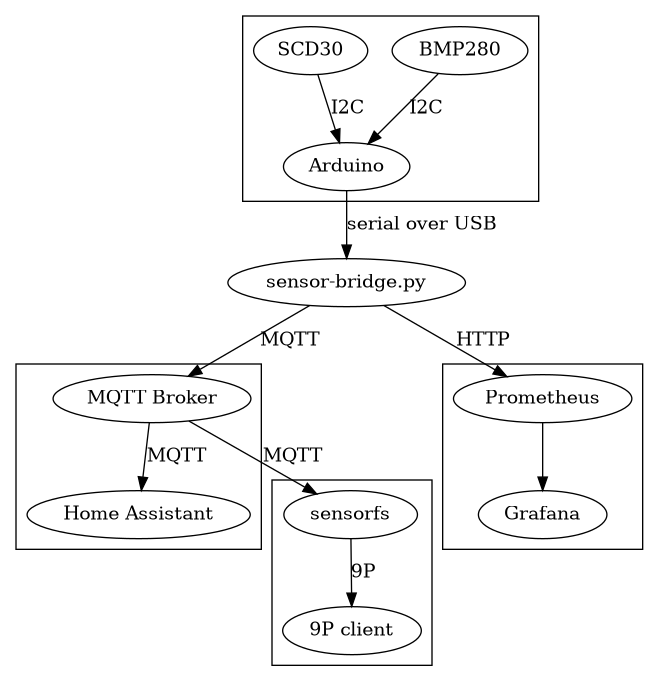 SCD30
BMP280
I2C
I2C
Arduino
serial over USB
sensor-bridge.py
MQTT
HTTP
MQTT Broker
Prometheus
MQTT
MQTT
Home Assistant
sensorfs
Grafana
9P
9P client